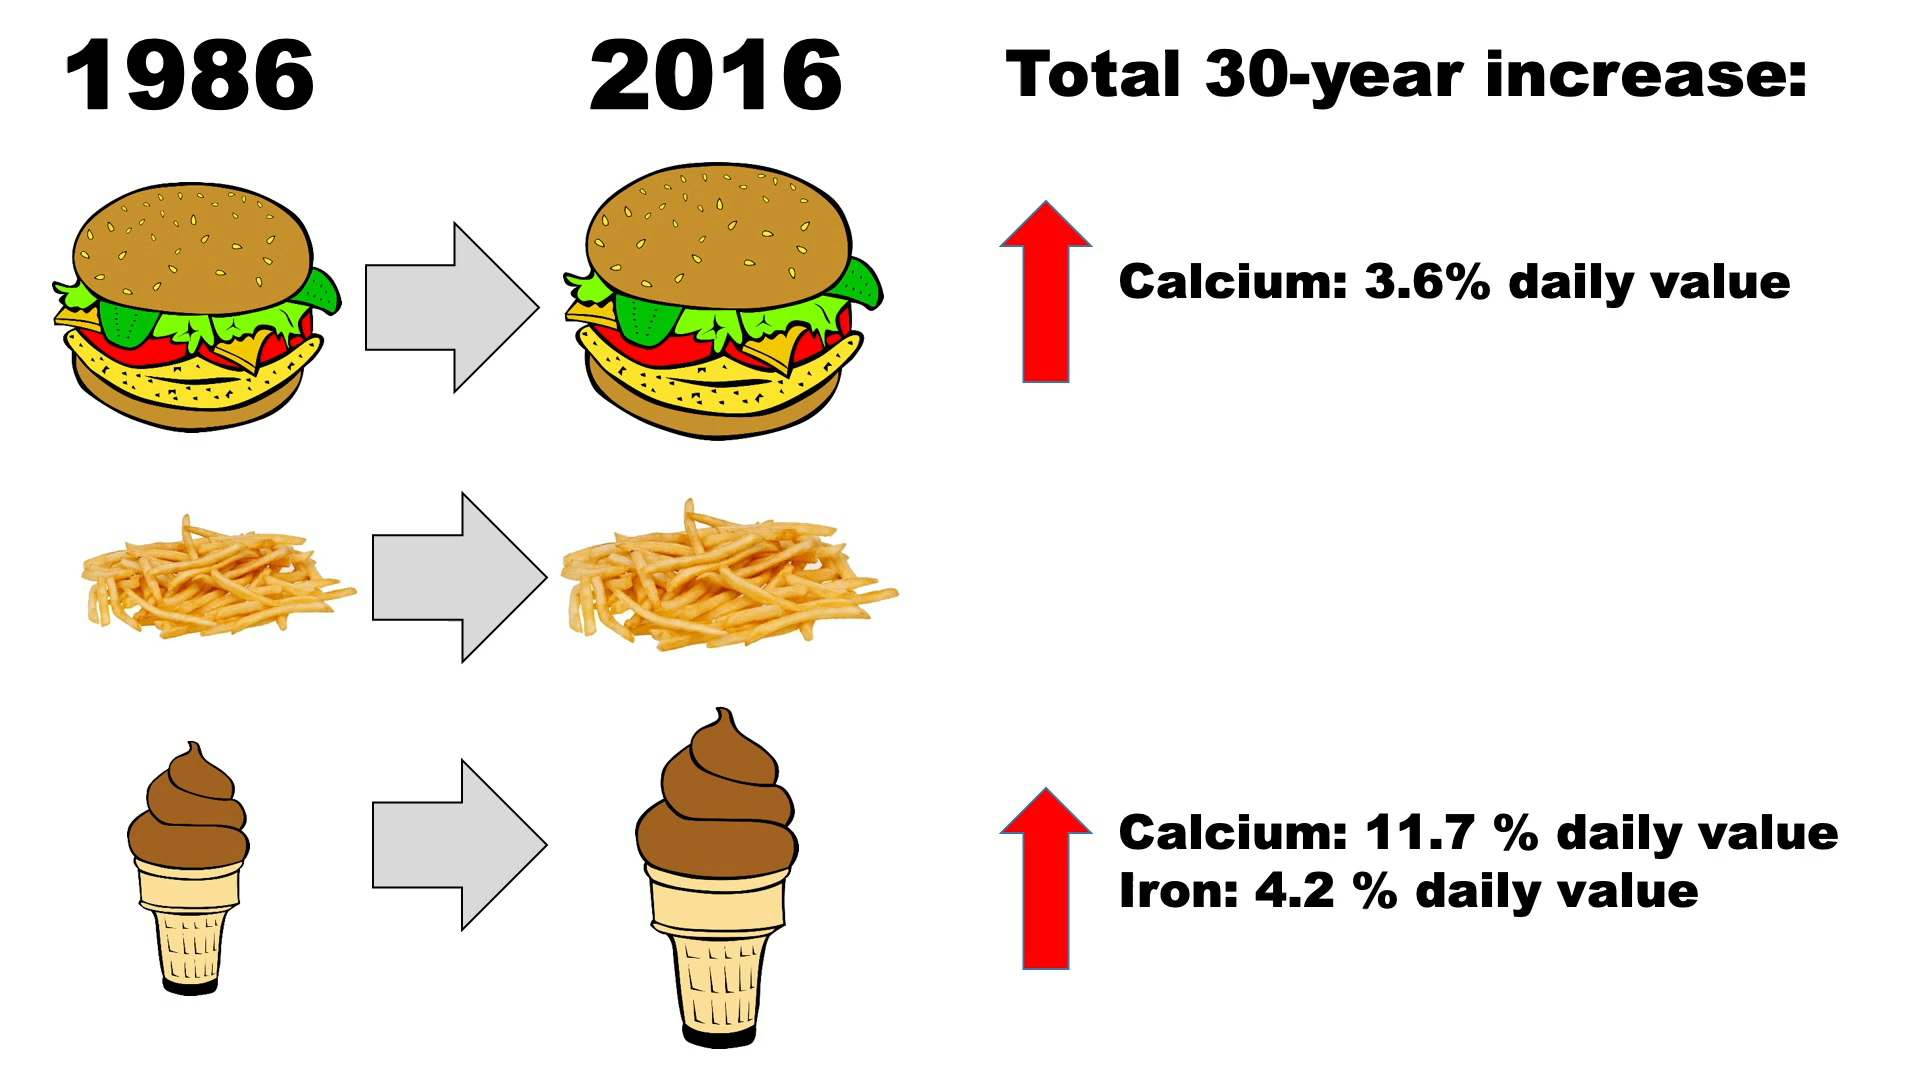 1986
2016
Total 30-year increase:
Calcium: 3.6% daily value
Calcium: 11.7 % daily value
Iron: 4.2 % daily value